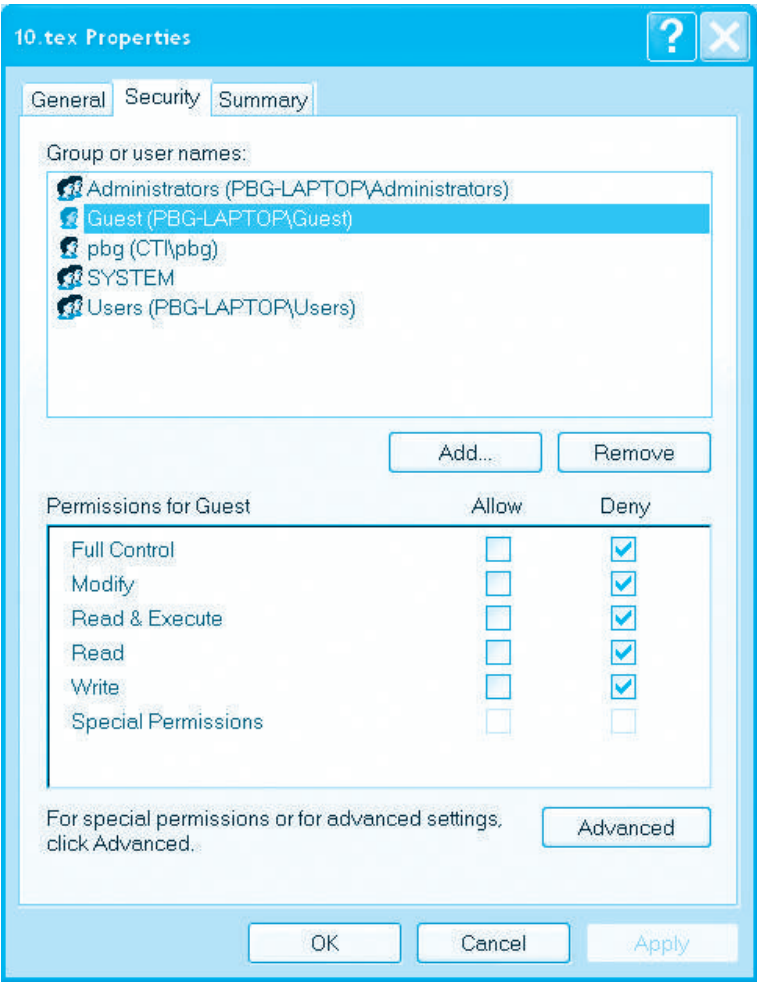 10.tex Properties
?
General Security Summary
Group or user names:
Administrators (PBG-LAPTOP\Administrators)
Guest (PBG-LAPTOP\Guest)
pbg (CTI\pbg)
SYSTEM
Users (PBG-LAPTOP\Users)
Add... Remove
Permissions for Guest Allow Deny
Full Control
Modify
Read & Execute
Read
Write
Special Permissions
For special permissions or for advanced settings,
click Advanced.
Advanced
OK Cancel Apply